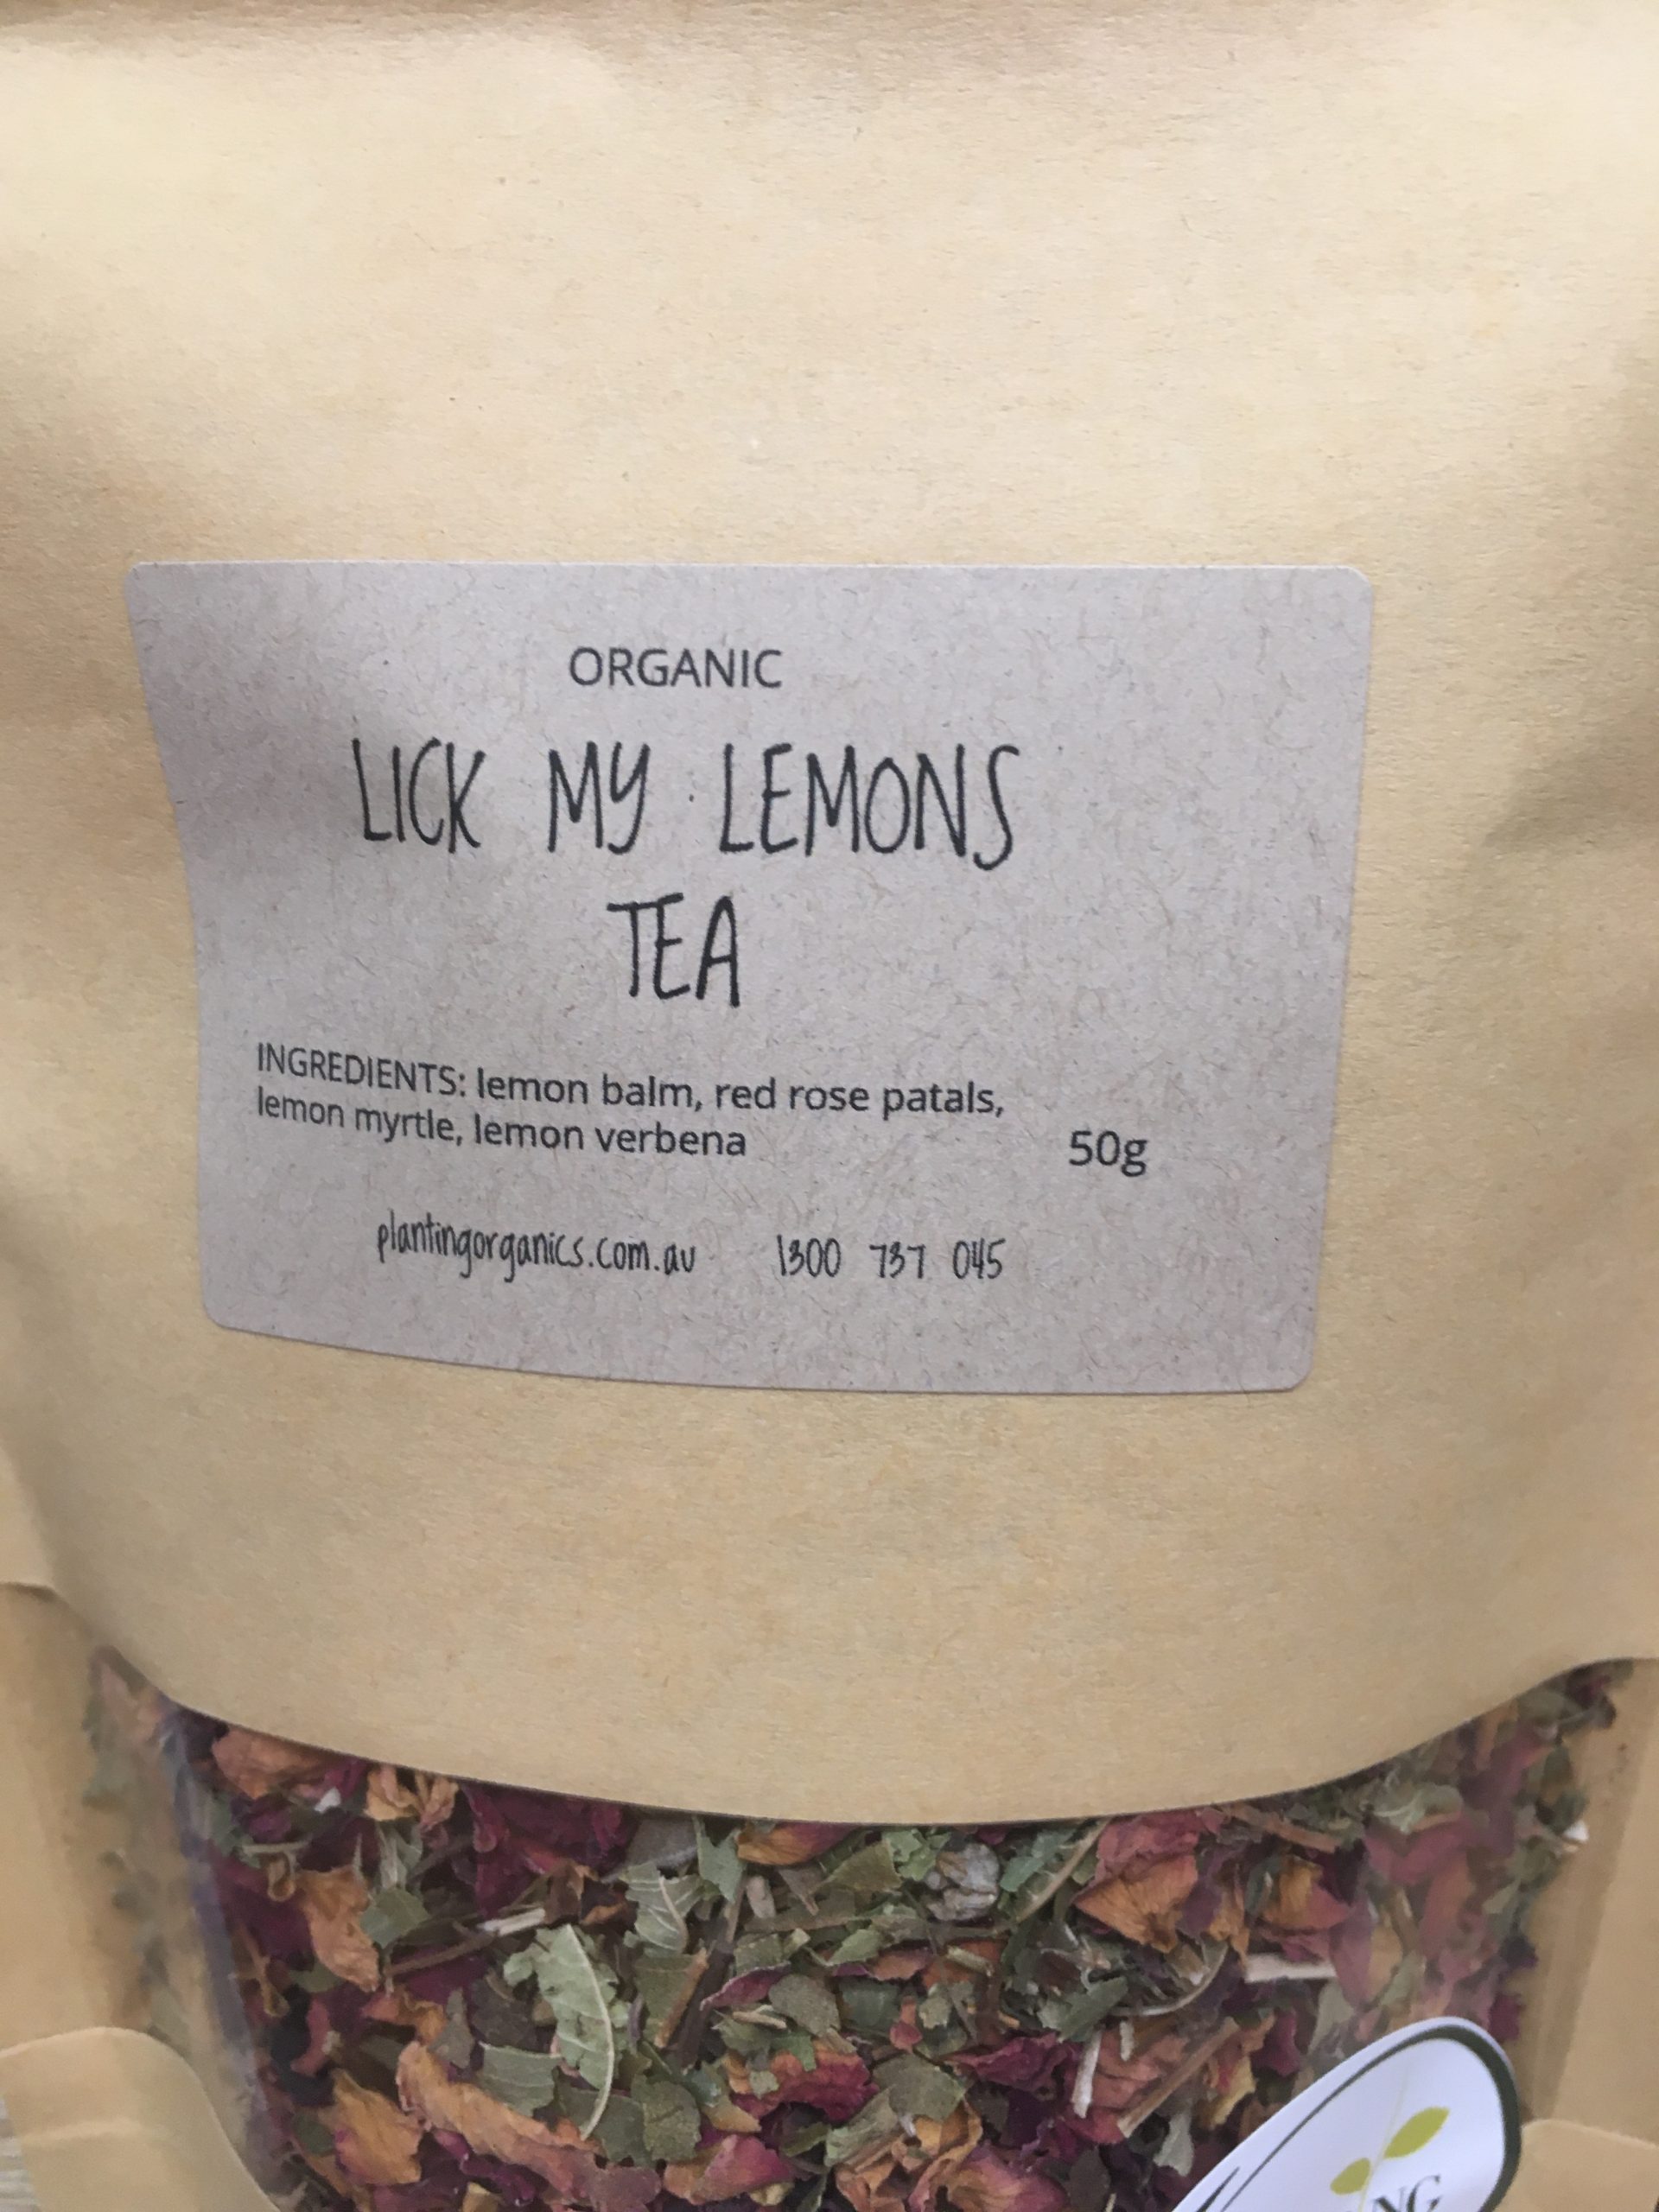 ORGANIC
LICK MY LEMONS
TEA
INGREDIENTS: lemon balm, red rose patals,
lemon myrtle, lemon verbena
50g
plantingorganics.com.au 1300 737 045